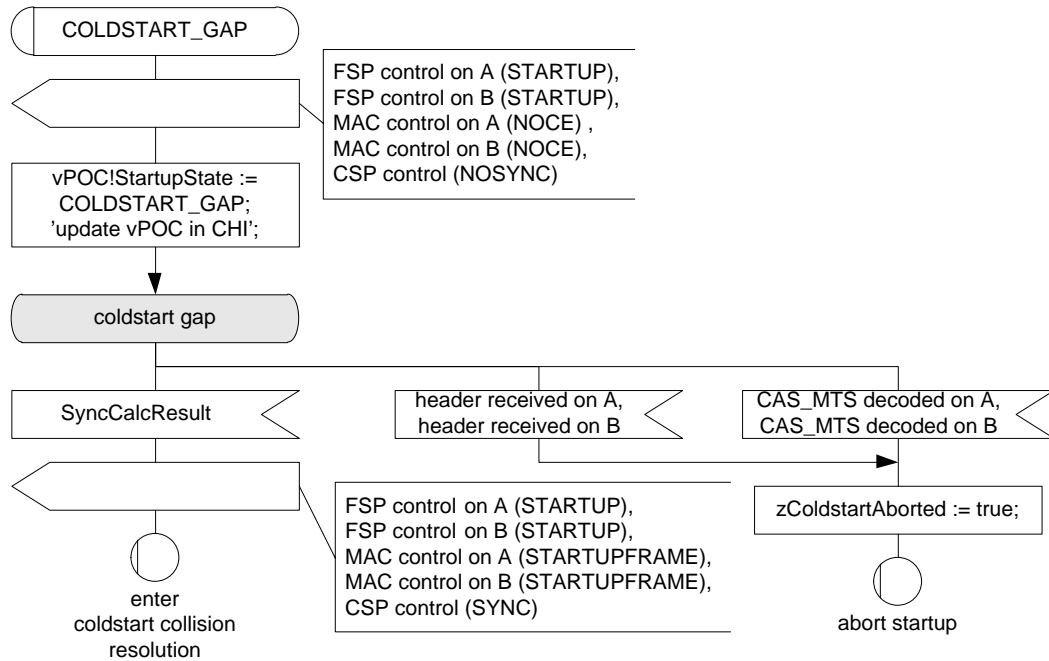 COLDSTART_GAP
FSP control on A (STARTUP),
FSP control on B (STARTUP),
MAC control on A (NOCE) ,
MAC control on B (NOCE),
CSP control (NOSYNC)
vPOC!StartupState :=
COLDSTART_GAP;
’update vPOC in CHI’;
coldstart gap
SyncCalcResult
header received on A,
header received on B
CAS_MTS decoded on A,
CAS_MTS decoded on B
FSP control on A (STARTUP),
FSP control on B (STARTUP),
MAC control on A (STARTUPFRAME),
MAC control on B (STARTUPFRAME),
CSP control (SYNC)
zColdstartAborted := true;
enter
coldstart collision
resolution
abort startup